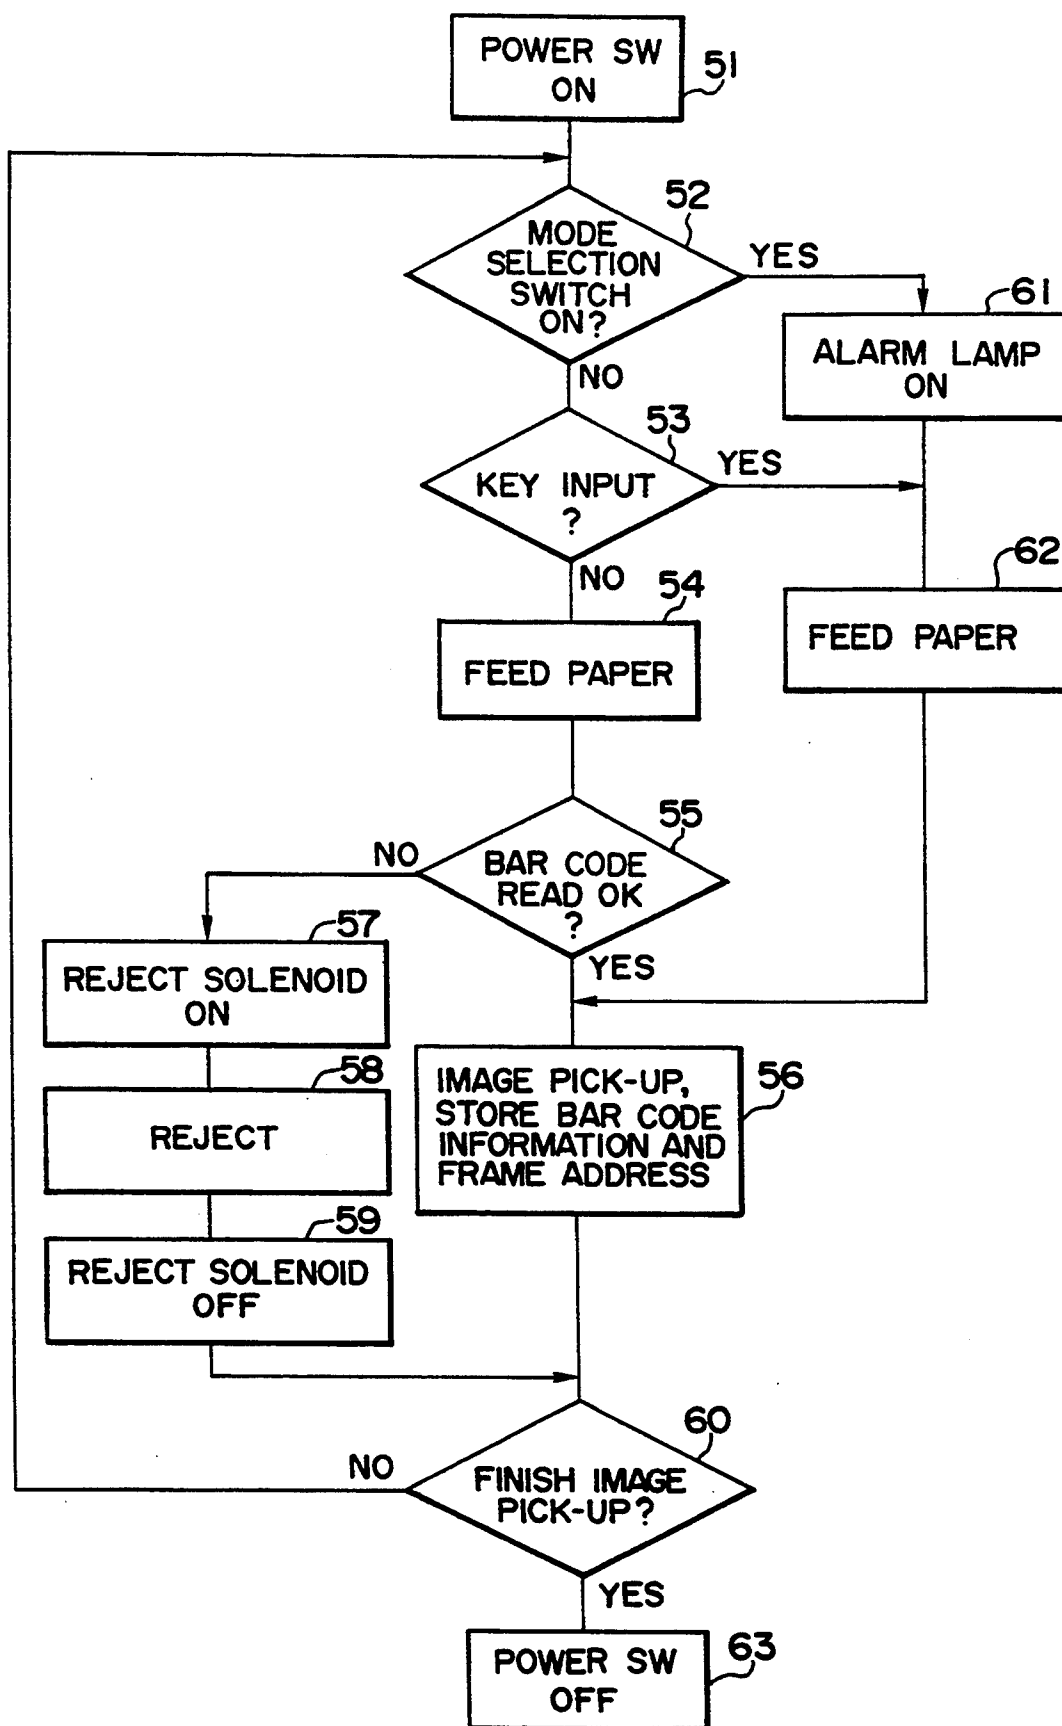 POWER SW
ON
51
52
MODE
SELECTION
SWITCH
ON?
YES
NO
61
ALARM LAMP
ON
53
KEY INPUT
?
YES
NO
62
FEED PAPER
54
FEED PAPER
55
BAR CODE
READ OK
?
NO
YES
57
REJECT SOLENOID
ON
58
REJECT
59
REJECT SOLENOID
OFF
56
IMAGE PICK-UP,
STORE BAR CODE
INFORMATION AND
FRAME ADDRESS
60
FINISH IMAGE
PICK-UP?
NO
YES
63
POWER SW
OFF